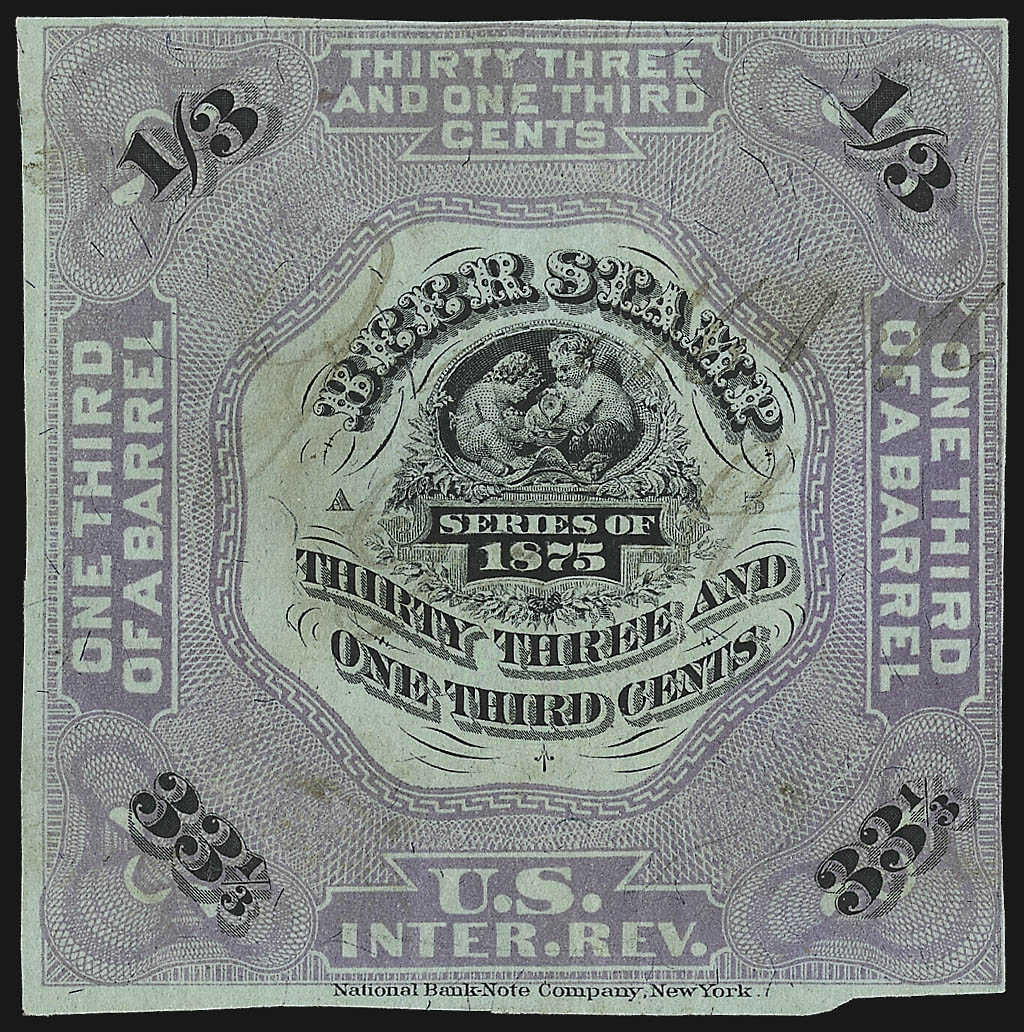 THIRTY THREE
AND ONE THIRD
CENTS
1/3
1/3
ONE THIRD
OF A BARREL
BEER STAMP
A
5
SERIES OF
1875
THIRTY THREE AND
ONE THIRD CENTS
ONE THIRD
OF A BARREL
33 1/3
33 1/3
U.S.
INTER. REV.
National Bank-Note Company, New York.